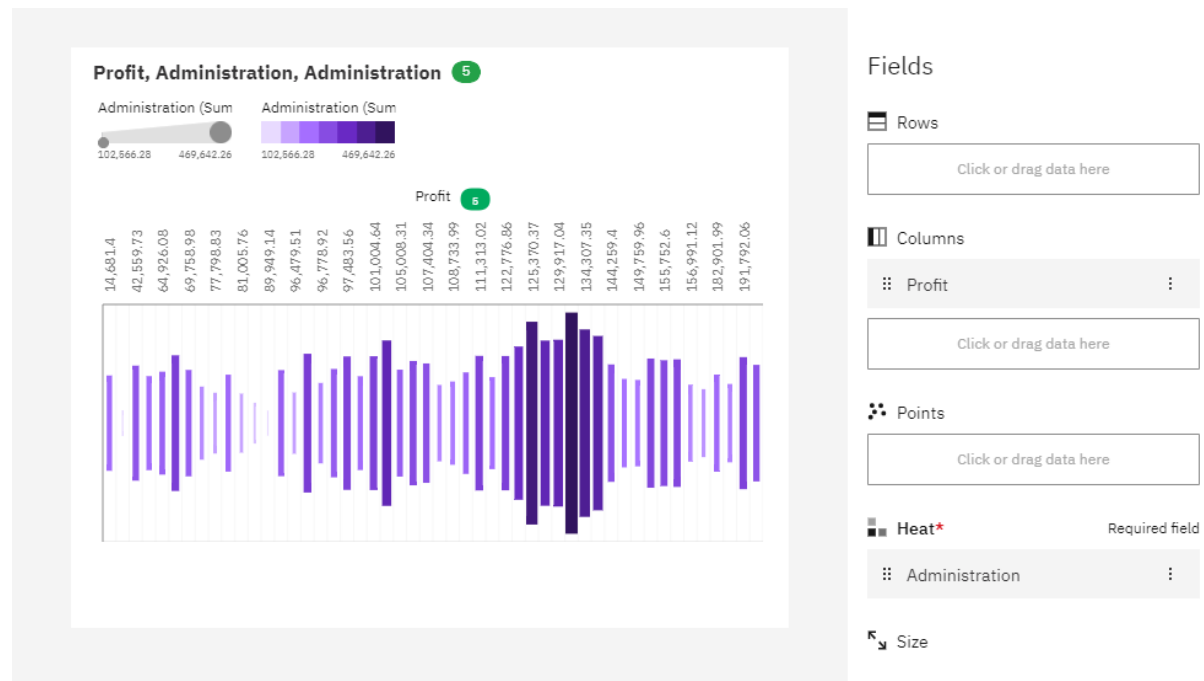 Profit, Administration, Administration 5
Administration (Sum Administration (Sum
102,566.28 469,642.26 102,566.28 469,642.26
Profit 5
14,681.4
42,559.73
64,926.08
69,758.98
77,798.83
81,005.76
89,949.14
96,479.51
96,778.92
97,483.56
101,004.64
105,008.31
107,404.34
108,733.99
111,313.02
122,776.86
125,370.37
129,917.04
134,307.35
144,259.4
149,759.96
155,752.6
156,991.12
182,901.99
191,792.06
Fields
Rows
Click or drag data here
Columns
Profit
Click or drag data here
Points
Click or drag data here
Heat* Required field
Administration
Size